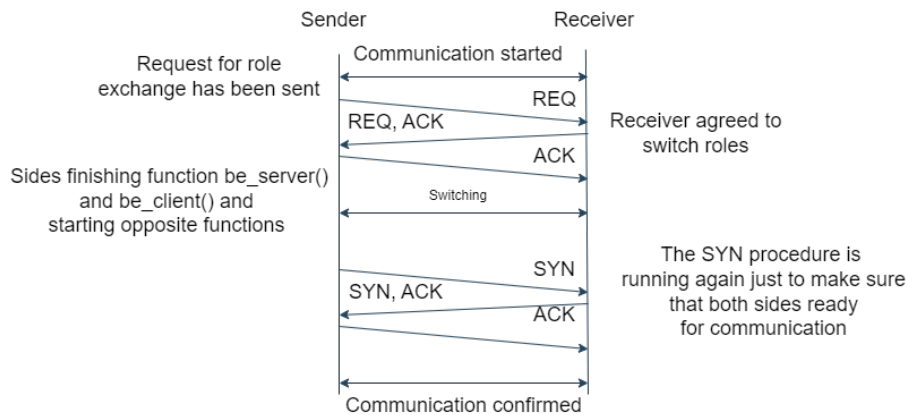 Sender
Receiver
Communication started
Request for role
exchange has been sent
REQ
REQ, ACK
Receiver agreed to
switch roles
ACK
Sides finishing function be_server()
and be_client() and
starting opposite functions
Switching
The SYN procedure is
running again just to make sure
that both sides ready
for communication
SYN
SYN, ACK
ACK
Communication confirmed